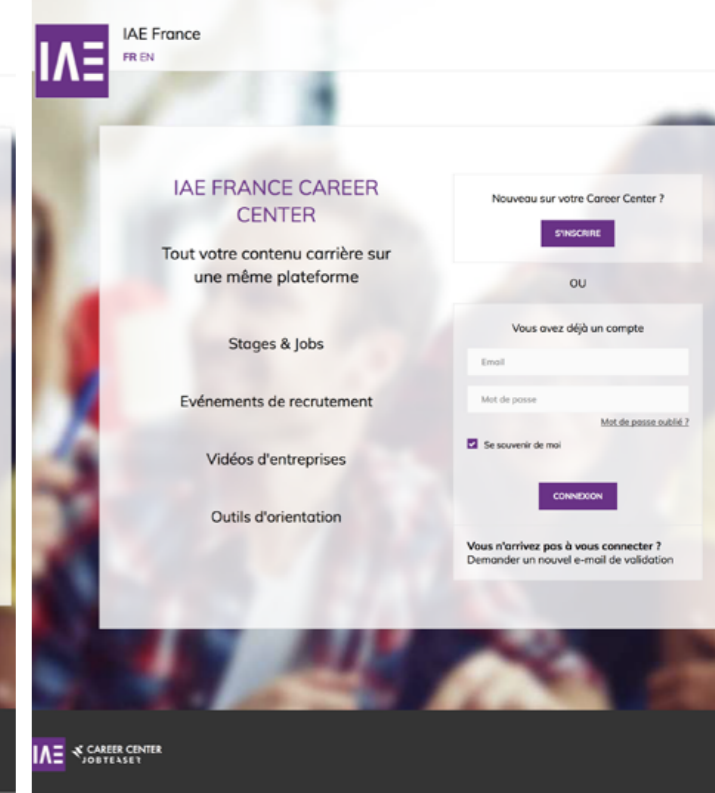 IAE
IAE France
FR EN
IAE FRANCE CAREER
CENTER
Tout votre contenu carrière sur
une même plateforme
Stages & Jobs
Evénements de recrutement
Vidéos d'entreprises
Outils d'orientation
Nouveau sur votre Career Center ?
S'INSCRIRE
OU
Vous avez déjà un compte
Email
Mot de passe
Mot de passe oublié ?
Se souvenir de moi
CONNEXION
Vous n'arrivez pas à vous connecter ?
Demander un nouvel e-mail de validation
IAE
CAREER CENTER
JOBTEASER